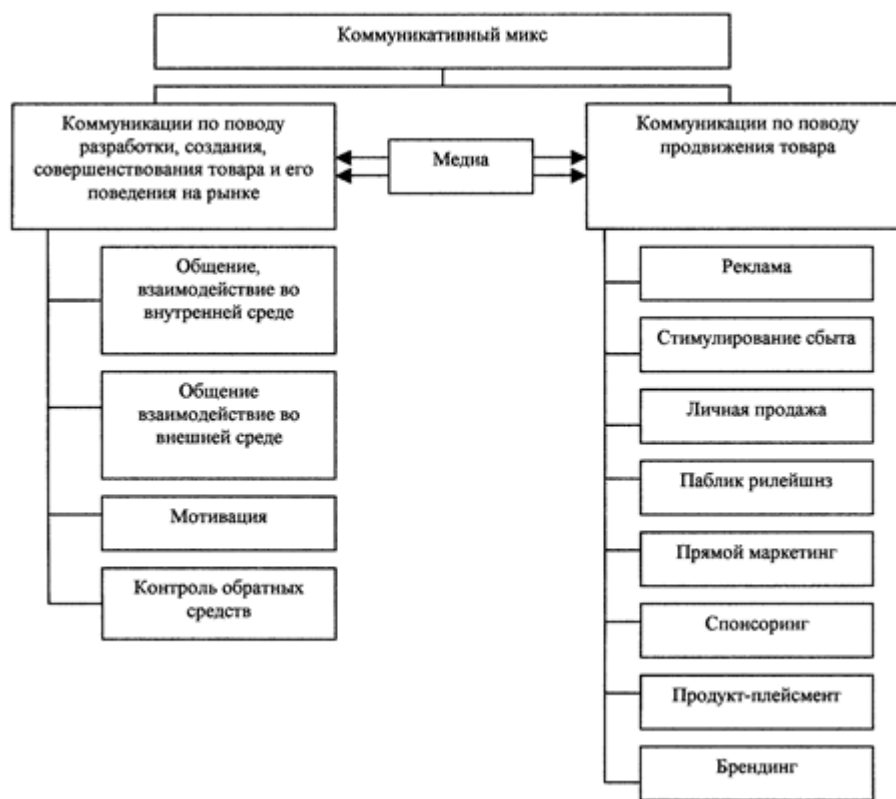 Коммуникативный микс
Коммуникации по поводу
разработки, создания,
совершенствования товара и его
поведения на рынке
Медиа
Коммуникации по поводу
продвижения товара
Общение,
взаимодействие во
внутренней среде
Общение
взаимодействие во
внешней среде
Мотивация
Контроль обратных
средств
Реклама
Стимулирование сбыта
Личная продажа
Паблик рилейшнз
Прямой маркетинг
Спонсоринг
Продукт-плейсмент
Брендинг